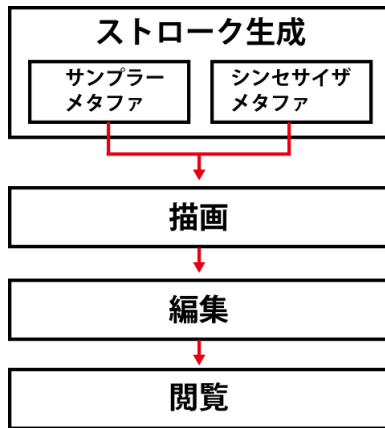 ストローク生成
サンプラー
メタファ
シンセサイザ
メタファ
描画
編集
閲覧